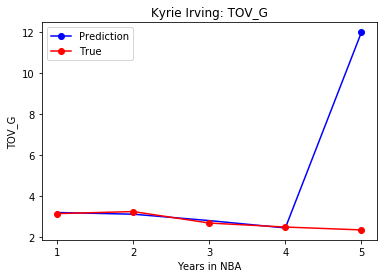 Kyrie Irving: TOV_G
Prediction
True
12
10
8
6
4
2
TOV_G
1 2 3 4 5
Years in NBA